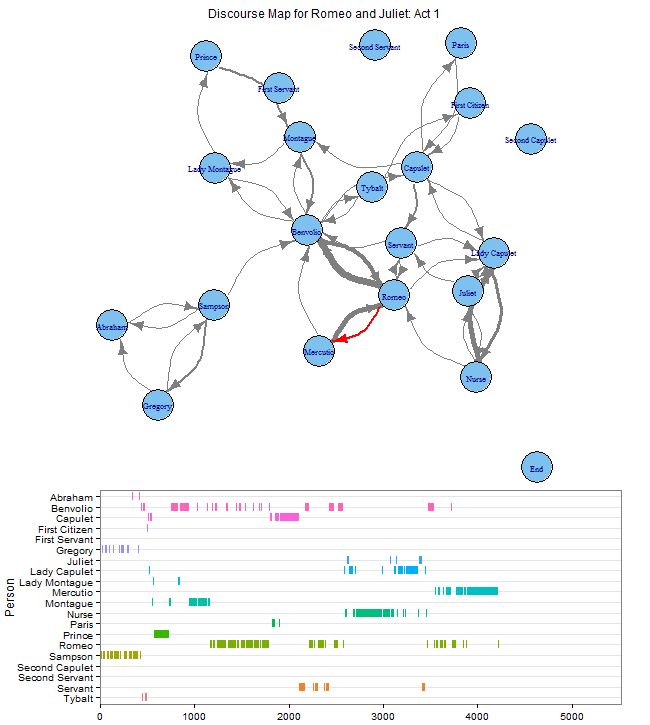 Discourse Map for Romeo and Juliet: Act 1
Second Servant
Paris
Prince
First Servant
First Citizen
Montague
Second Capulet
Lady Montague
Capulet
Tybalt
Benvolio
Servant
Lady Capulet
Juliet
Romeo
Sampson
Abraham
Mercutio
Nurse
Gregory
End
Person
Abraham
Benvolio
Capulet
First Citizen
First Servant
Gregory
Juliet
Lady Capulet
Lady Montague
Mercutio
Montague
Nurse
Paris
Prince
Romeo
Sampson
Second Capulet
Second Servant
Servant
Tybalt
0 1000 2000 3000 4000 5000